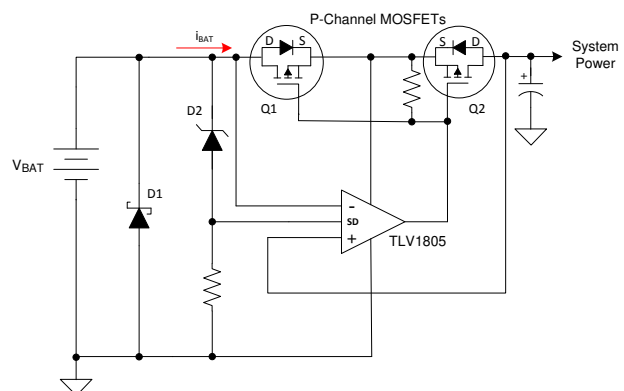 P-Channel MOSFETs
iBAT
D S
S D
System
Power
+
Q1
Q2
D2
VBAT
D1
-
SD
+
TLV1805